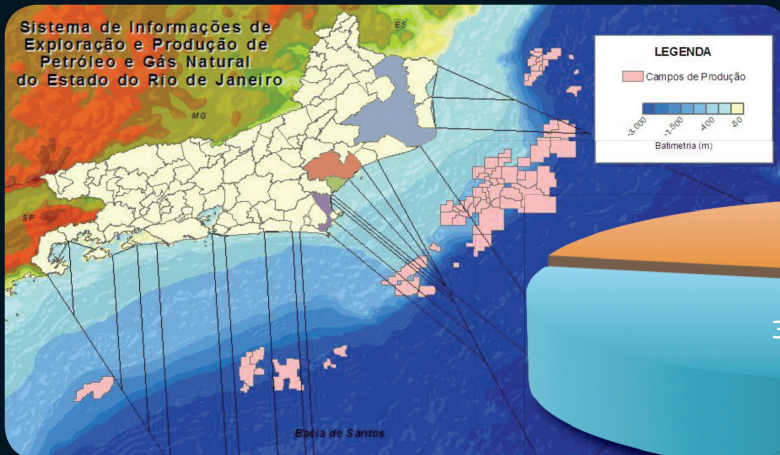 Sistema de Informações de
Exploração e Produção de
Petróleo e Gás Natural
do Estado do Rio de Janeiro
ES
MG
SP
LEGENDA
Campos de Produção
-3.000
-1.500
-400
-50
Batimetria (m)
3
Bacia de Santos